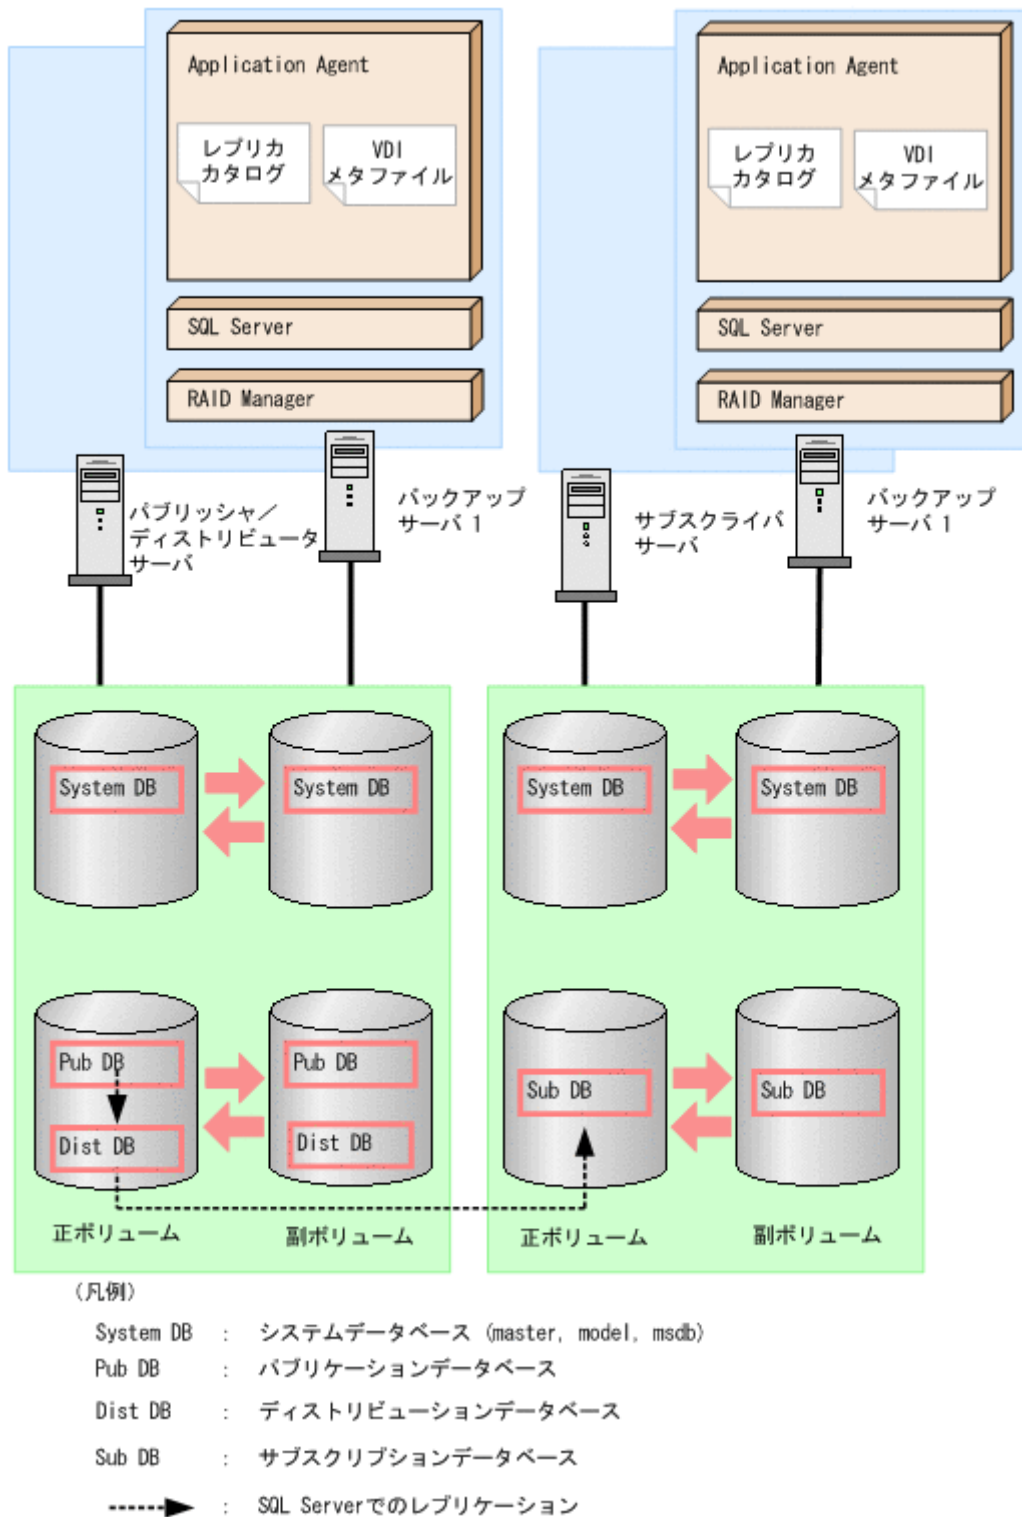 Application Agent
レプリカ
カタログ
VDI
メタファイル
SQL Server
RAID Manager
Application Agent
レプリカ
カタログ
VDI
メタファイル
SQL Server
RAID Manager
パブリッシャ／
ディストリビュータ
サーバ
バックアップ
サーバ 1
サブスクライバ
サーバ
バックアップ
サーバ 1
System DB
System DB
System DB
System DB
Pub DB
Dist DB
Pub DB
Dist DB
Sub DB
Sub DB
正ボリューム
副ボリューム
正ボリューム
副ボリューム
（凡例）
System DB : システムデータベース (master, model, msdb)
Pub DB : パブリケーションデータベース
Dist DB : ディストリビューションデータベース
Sub DB : サブスクリプションデータベース
: SQL Serverでのレプリケーション